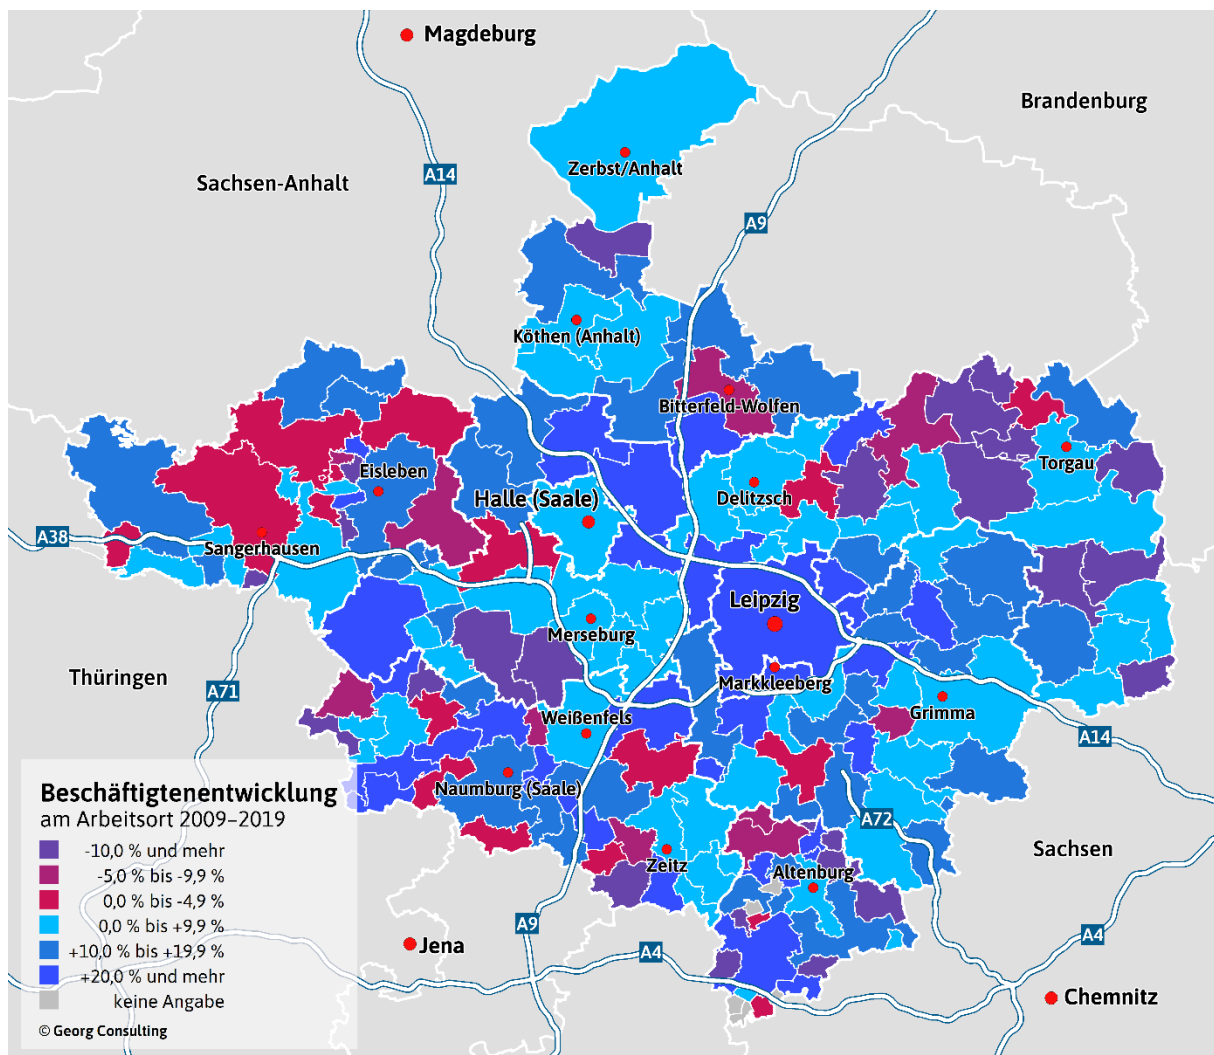 Magdeburg
Brandenburg
Sachsen-Anhalt
A14
Zerbst/Anhalt
A9
Köthen (Anhalt)
Bitterfeld-Wolfen
Eisleben
Torgau
Halle (Saale)
Delitzsch
A38
Sangerhausen
Leipzig
Merseburg
Thüringen
Markkleeberg
A71
Weißenfels
Grimma
A14
Naumburg (Saale)
A72
Sachsen
Zeitz
Altenburg
A9
Jena
A4
A4
Chemnitz
Beschäftigtenentwicklung
am Arbeitsort 2009–2019
-10,0 % und mehr
-5,0 % bis -9,9 %
0,0 % bis -4,9 %
0,0 % bis +9,9 %
+10,0 % bis +19,9 %
+20,0 % und mehr
keine Angabe
© Georg Consulting